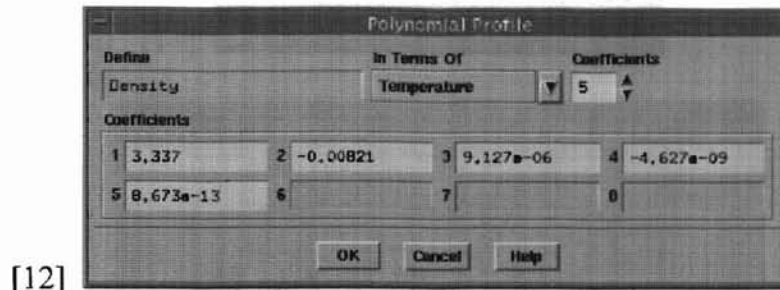 Polynomial Profile
Define In Terms Of Coefficients
Density Temperature 5
Coefficients
1 3.337 2 -0.00821 3 9.127e-06 4 -4.627e-09
5 8.673e-13 6 7 8
OK Cancel Help
[12]